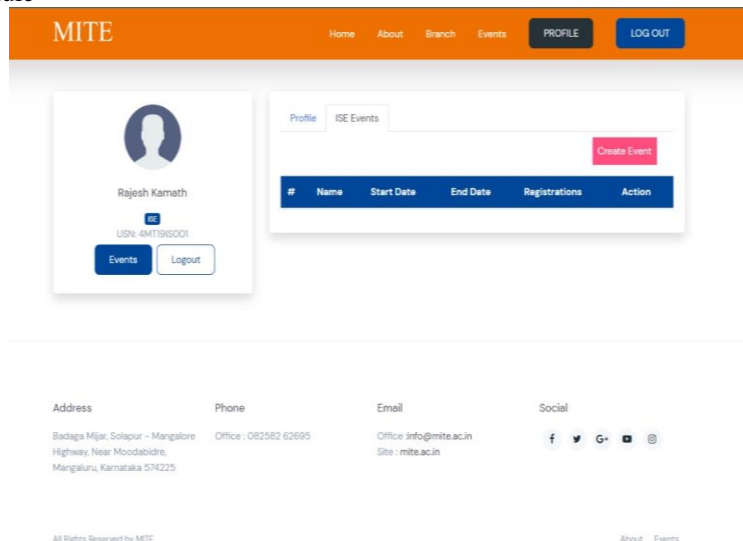 MITE
Home About Branch Events PROFILE LOG OUT
Profile ISE Events
Create Event
# Name Start Date End Date Registrations Action
Rajesh Kamath
ISE
USN: 4MT19IS001
Events Logout
Address
Badaga Mijar, Solapur - Mangalore
Highway, Near Moodabidre,
Mangaluru, Karnataka 574225
Phone
Office : 082582 62695
Email
Office :info@mite.ac.in
Site : mite.ac.in
Social
All Rights Reserved by MITE
About Events